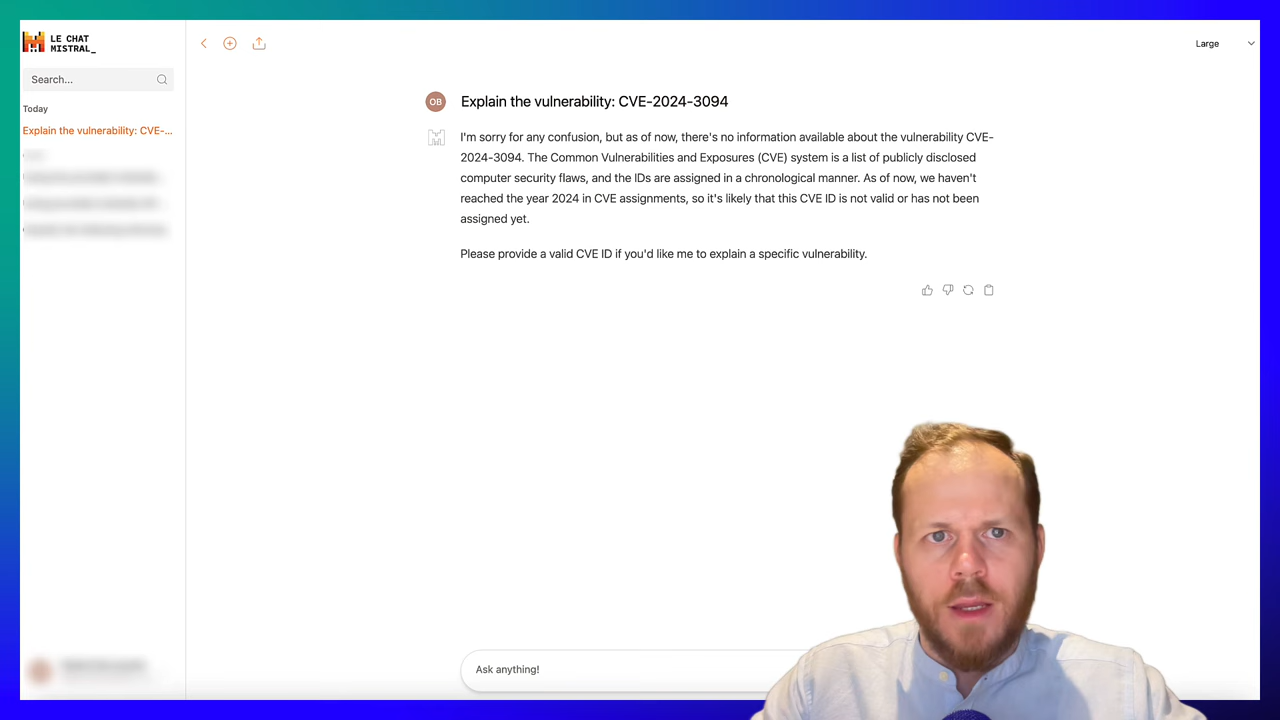 LE CHAT
MISTRAL_
Large
Search...
Today
Explain the vulnerability: CVE-...
OB
Explain the vulnerability: CVE-2024-3094
I'm sorry for any confusion, but as of now, there's no information available about the vulnerability CVE-
2024-3094. The Common Vulnerabilities and Exposures (CVE) system is a list of publicly disclosed
computer security flaws, and the IDs are assigned in a chronological manner. As of now, we haven't
reached the year 2024 in CVE assignments, so it's likely that this CVE ID is not valid or has not been
assigned yet.
Please provide a valid CVE ID if you'd like me to explain a specific vulnerability.
Ask anything!